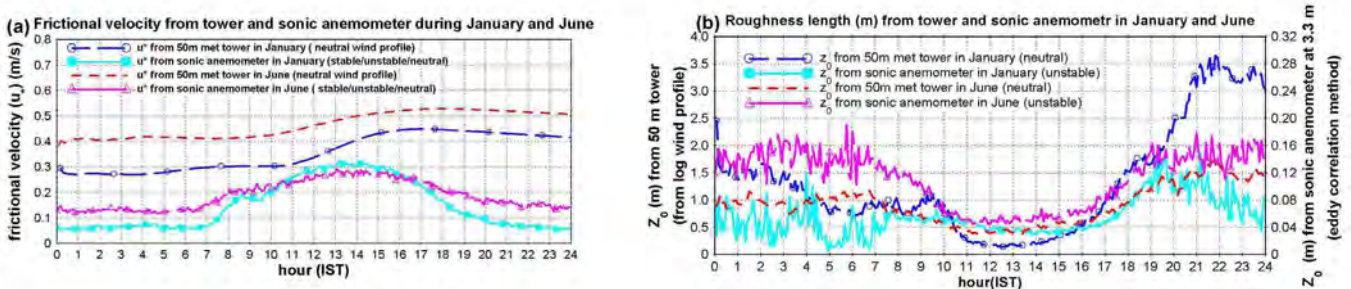 (a) Frictional velocity from tower and sonic anemometer during January and June
frictional velocity (u*) (m/s)
0.8
0.7
0.6
0.5
0.4
0.3
0.2
0.1
0
u* from 50m met tower in January ( neutral wind profile)
u* from sonic anemometer in January (stable/unstable/neutral)
u* from 50m met tower in June (neutral wind profile)
u* from sonic anemometer in June ( stable/unstable/neutral)
0 1 2 3 4 5 6 7 8 9 10 11 12 13 14 15 16 17 18 19 20 21 22 23 24
hour (IST)
(b) Roughness length (m) from tower and sonic anemometr in January and June
Z0 (m) from 50 m tower
(from log wind profile)
4.0
3.5
3.0
2.5
2.0
1.5
1.0
0.5
0
z0 from 50m met tower in January (neutral)
z0 from sonic anemometer in January (unstable)
z0 from 50m met tower in June (neutral)
z0 from sonic anemometer in June (unstable)
0.32
0.28
0.24
0.20
0.16
0.12
0.08
0.04
0
Z0 (m) from sonic anemometer at 3.3 m
(eddy correlation method)
0 1 2 3 4 5 6 7 8 9 10 11 12 13 14 15 16 17 18 19 20 21 22 23 24
hour(IST)